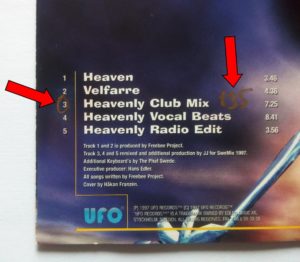 1 Heaven 3.46
2 Velfarre 4.36
3 Heavenly Club Mix 7.25
4 Heavenly Vocal Beats 8.41
5 Heavenly Radio Edit 3.56
Track 1 and 2 is produced by Freebee Project.
Track 3, 4 and 5 remixed and additional production by JJ for SweMix 1997.
Additional Keyboard's by The Pluf Swede.
Executive producer: Hans Edler.
All songs written by Freebee Project.
Cover by Håkan Franzén.
UFO